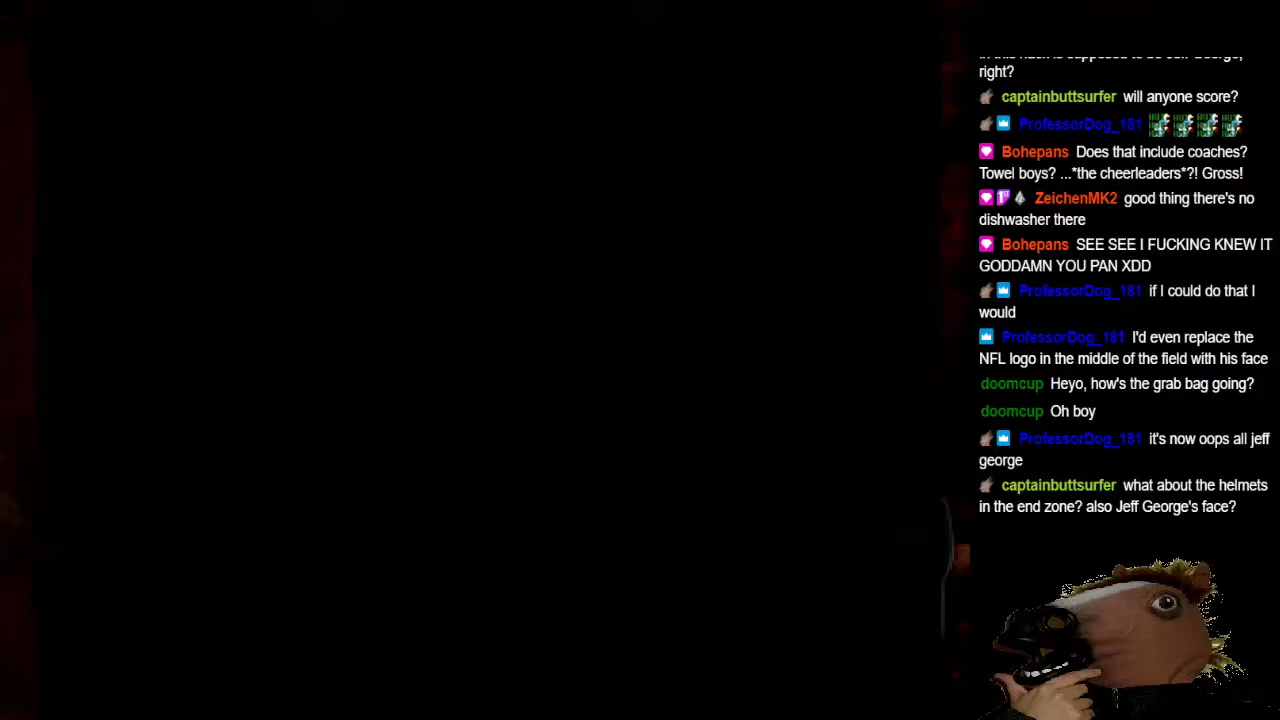 right?
captainbuttsurfer will anyone score?
ProfessorDog_181
Bohepans Does that include coaches?
Towel boys? ...*the cheerleaders*?! Gross!
ZeichenMK2 good thing there's no
dishwasher there
Bohepans SEE SEE I FUCKING KNEW IT
GODDAMN YOU PAN XDD
ProfessorDog_181 if I could do that I
would
ProfessorDog_181 I'd even replace the
NFL logo in the middle of the field with his face
doomcup Heyo, how's the grab bag going?
doomcup Oh boy
ProfessorDog_181 it's now oops all jeff
george
captainbuttsurfer what about the helmets
in the end zone? also Jeff George's face?